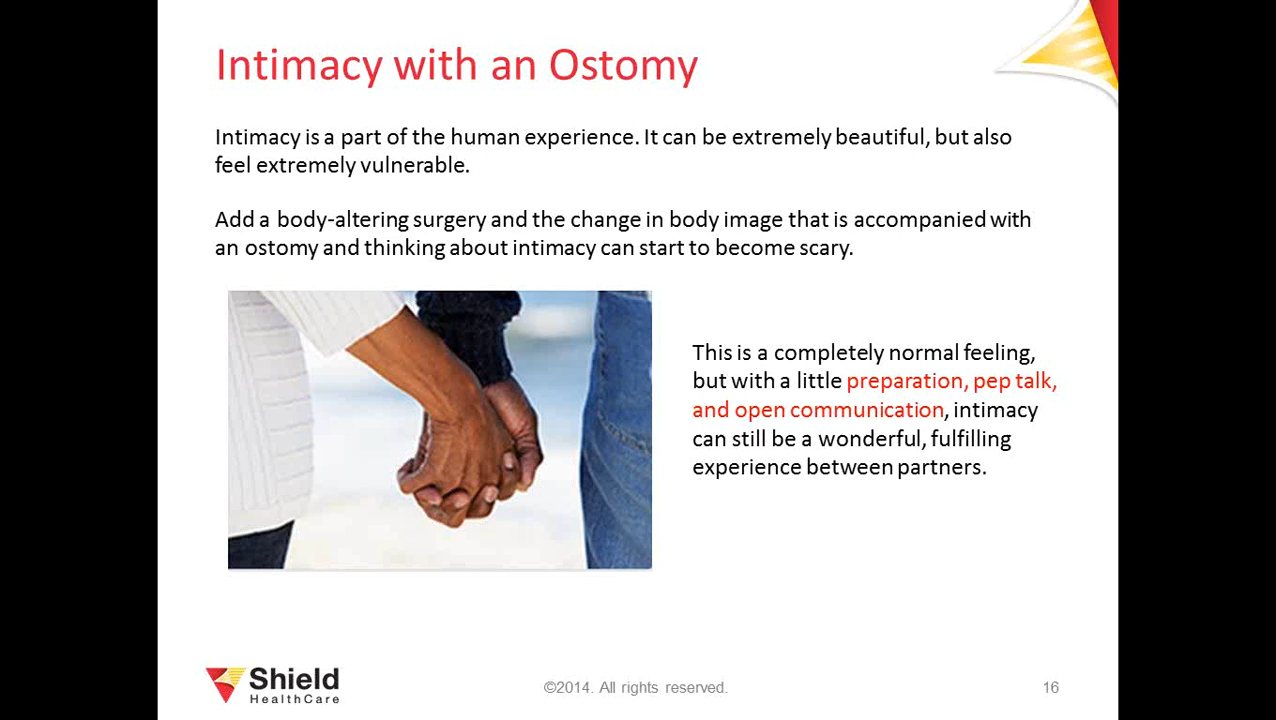 Intimacy with an Ostomy
Intimacy is a part of the human experience. It can be extremely beautiful, but also
feel extremely vulnerable.
Add a body-altering surgery and the change in body image that is accompanied with
an ostomy and thinking about intimacy can start to become scary.
This is a completely normal feeling,
but with a little preparation, pep talk,
and open communication, intimacy
can still be a wonderful, fulfilling
experience between partners.
Shield
HealthCare
©2014. All rights reserved.
16